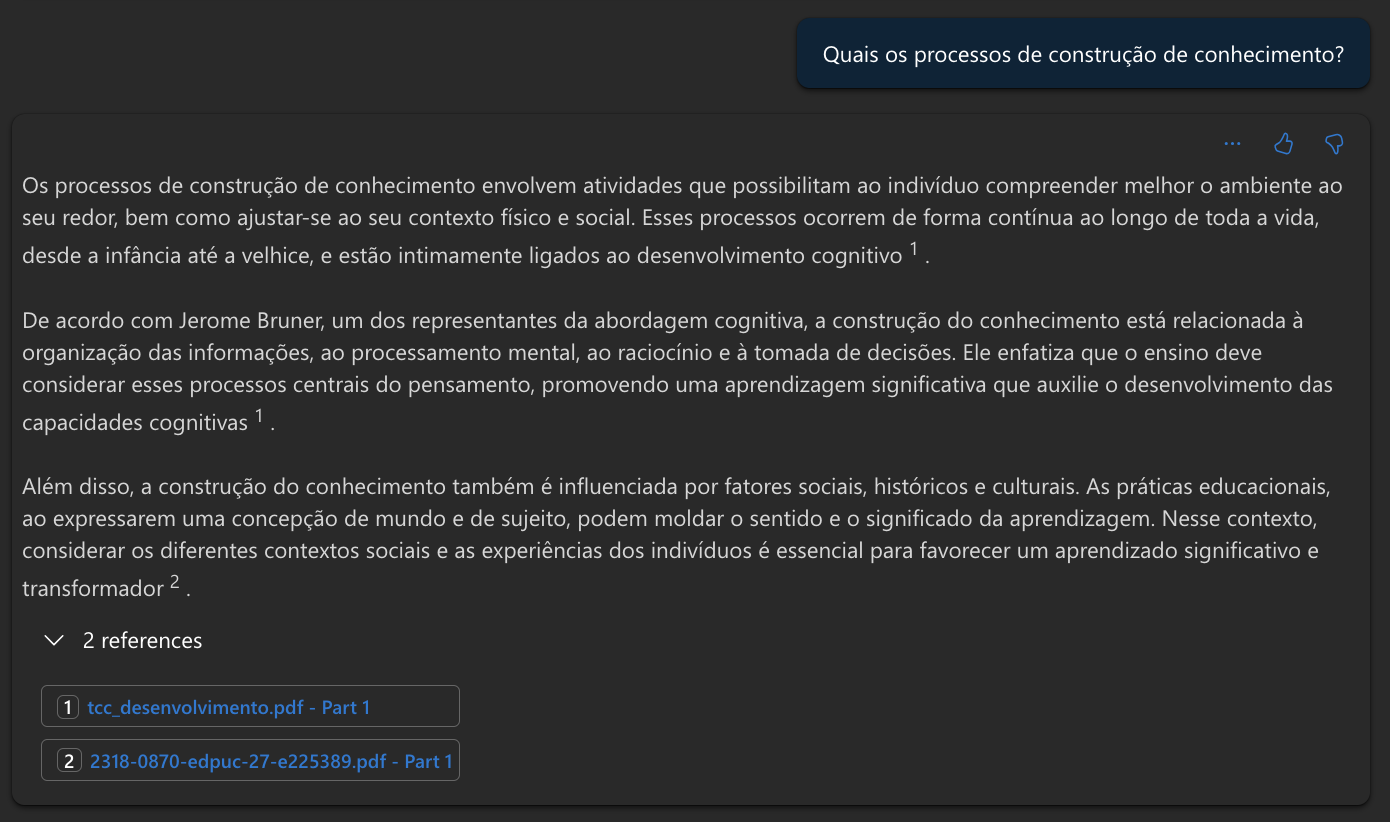 Quais os processos de construção de conhecimento?
Os processos de construção de conhecimento envolvem atividades que possibilitam ao indivíduo compreender melhor o ambiente ao
seu redor, bem como ajustar-se ao seu contexto físico e social. Esses processos ocorrem de forma contínua ao longo de toda a vida,
desde a infância até a velhice, e estão intimamente ligados ao desenvolvimento cognitivo 1 .
De acordo com Jerome Bruner, um dos representantes da abordagem cognitiva, a construção do conhecimento está relacionada à
organização das informações, ao processamento mental, ao raciocínio e à tomada de decisões. Ele enfatiza que o ensino deve
considerar esses processos centrais do pensamento, promovendo uma aprendizagem significativa que auxilie o desenvolvimento das
capacidades cognitivas 1 .
Além disso, a construção do conhecimento também é influenciada por fatores sociais, históricos e culturais. As práticas educacionais,
ao expressarem uma concepção de mundo e de sujeito, podem moldar o sentido e o significado da aprendizagem. Nesse contexto,
considerar os diferentes contextos sociais e as experiências dos indivíduos é essencial para favorecer um aprendizado significativo e
transformador 2 .
2 references
1 tcc_desenvolvimento.pdf - Part 1
2 2318-0870-edpuc-27-e225389.pdf - Part 1